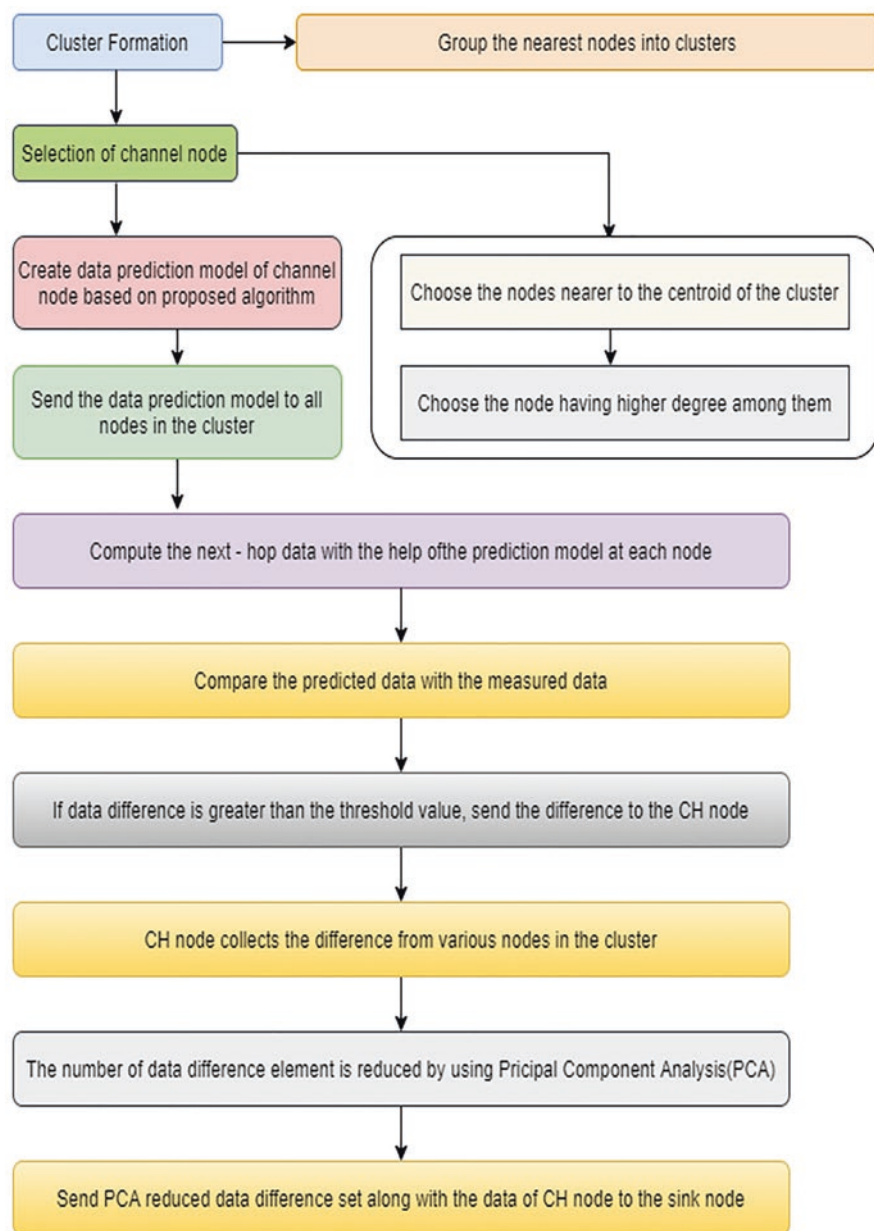 Cluster Formation
Group the nearest nodes into clusters
Selection of channel node
Create data prediction model of channel
node based on proposed algorithm
Choose the nodes nearer to the centroid of the cluster
Choose the node having higher degree among them
Send the data prediction model to all
nodes in the cluster
Compute the next - hop data with the help ofthe prediction model at each node
Compare the predicted data with the measured data
If data difference is greater than the threshold value, send the difference to the CH node
CH node collects the difference from various nodes in the cluster
The number of data difference element is reduced by using Pricipal Component Analysis(PCA)
Send PCA reduced data difference set along with the data of CH node to the sink node